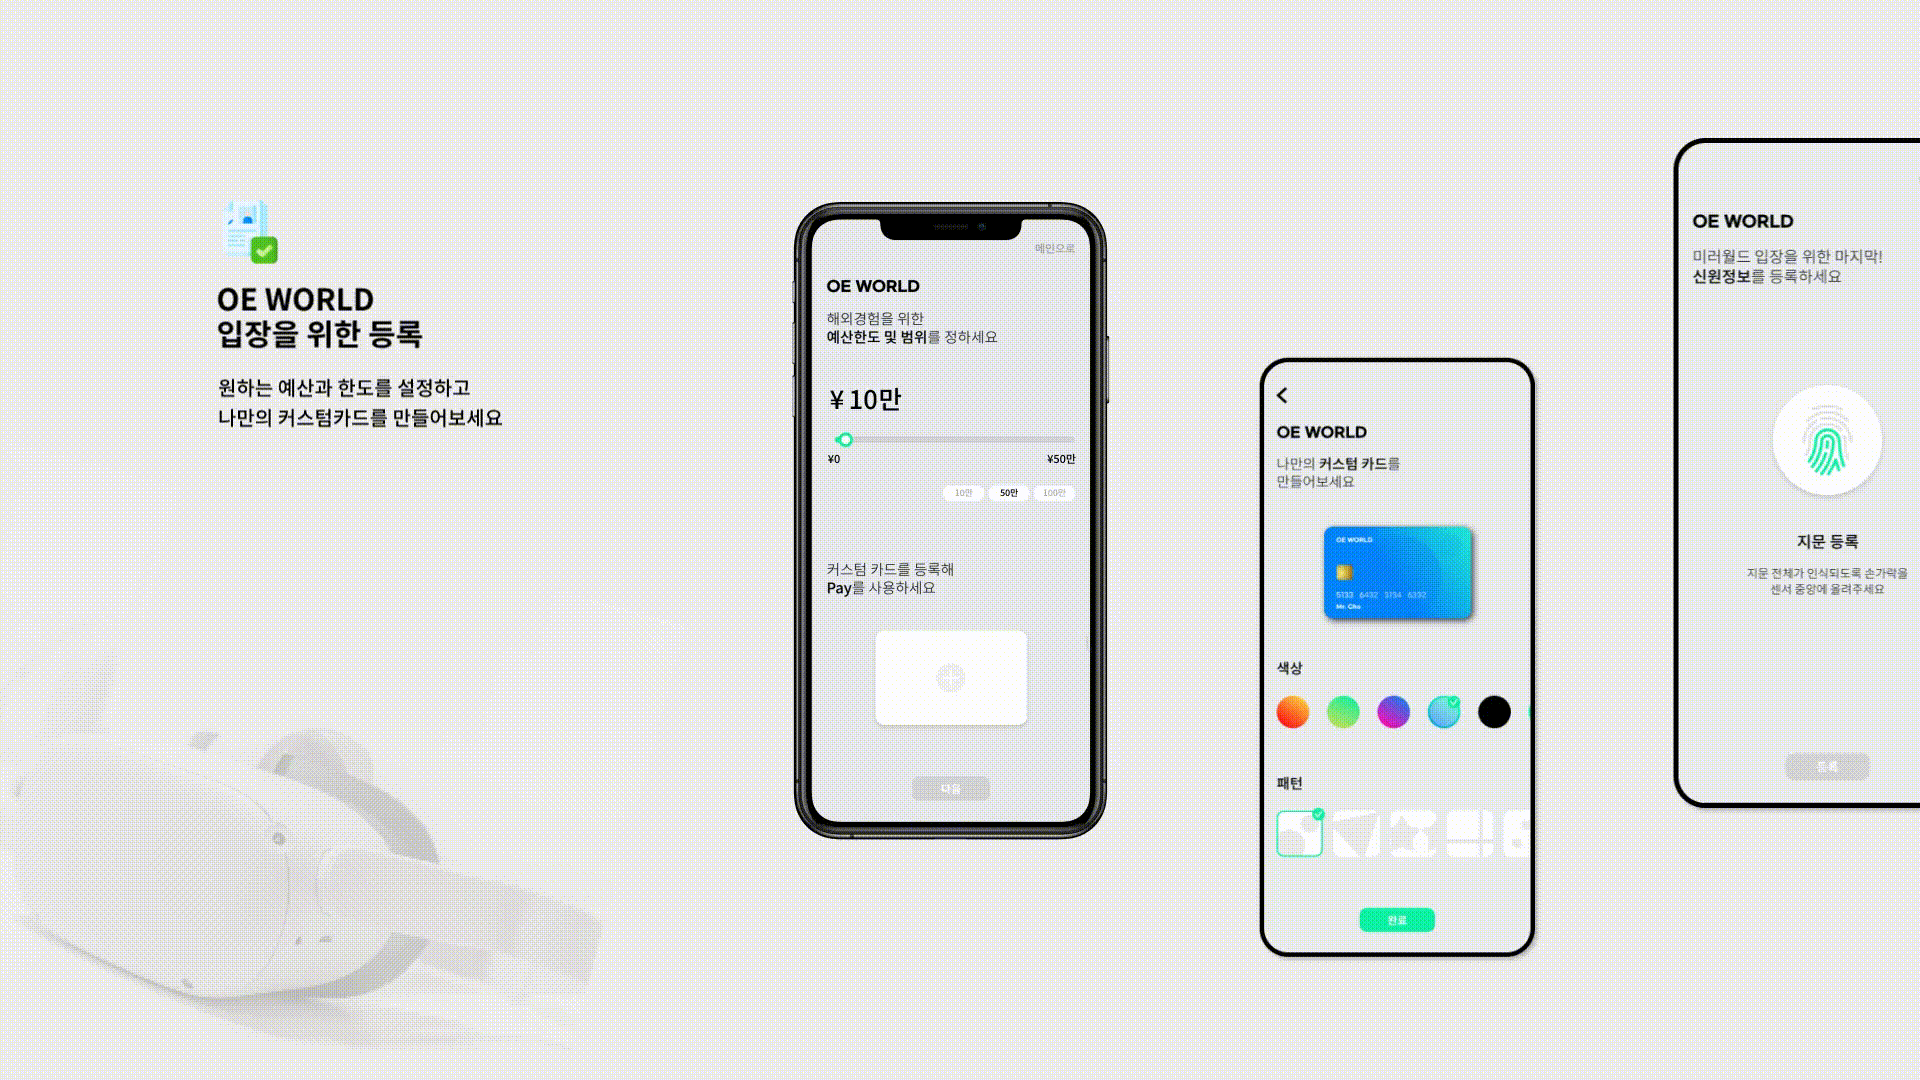 OE WORLD
입장을 위한 등록
원하는 예산과 한도를 설정하고
나만의 커스텀카드를 만들어보세요
메인으로
OE WORLD
해외경험을 위한
예산한도 및 범위를 정하세요
¥ 10만
¥0
¥50만
10만
50만
100만
커스텀 카드를 등록해
Pay를 사용하세요
다음
OE WORLD
나만의 커스텀 카드를
만들어보세요
OE WORLD
5133 6432 3194 6332
Mr. Cho
색상
패턴
완료
OE WORLD
미러월드 입장을 위한 마지막!
신원정보를 등록하세요
지문 등록
지문 전체가 인식되도록 손가락을
센서 중앙에 올려주세요
등록